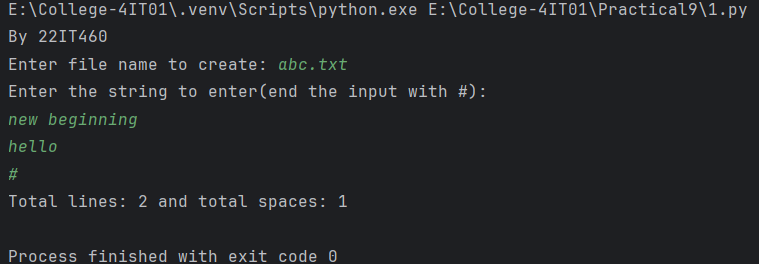 E:\College-4IT01\.venv\Scripts\python.exe E:\College-4IT01\Practical9\1.py
By 22IT460
Enter file name to create: abc.txt
Enter the string to enter(end the input with #):
new beginning
hello
#
Total lines: 2 and total spaces: 1
Process finished with exit code 0